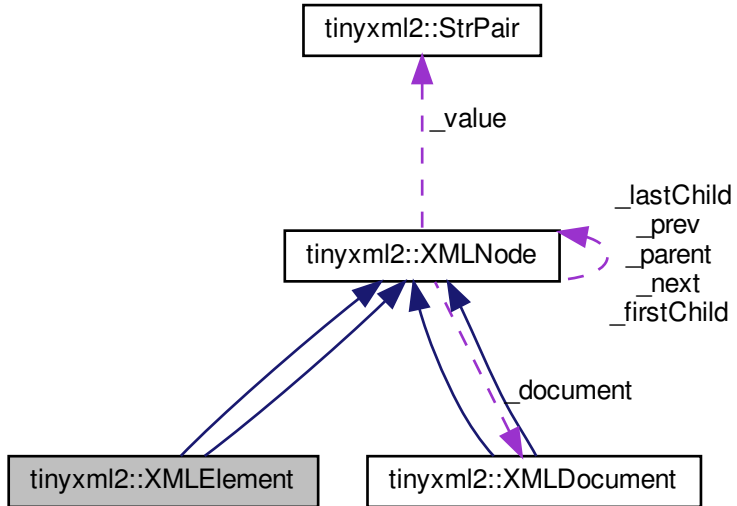 tinyxml2::StrPair
_value
_lastChild
_prev
tinyxml2::XMLNode
_parent
_next
_firstChild
_document
tinyxml2::XMLElement
tinyxml2::XMLDocument